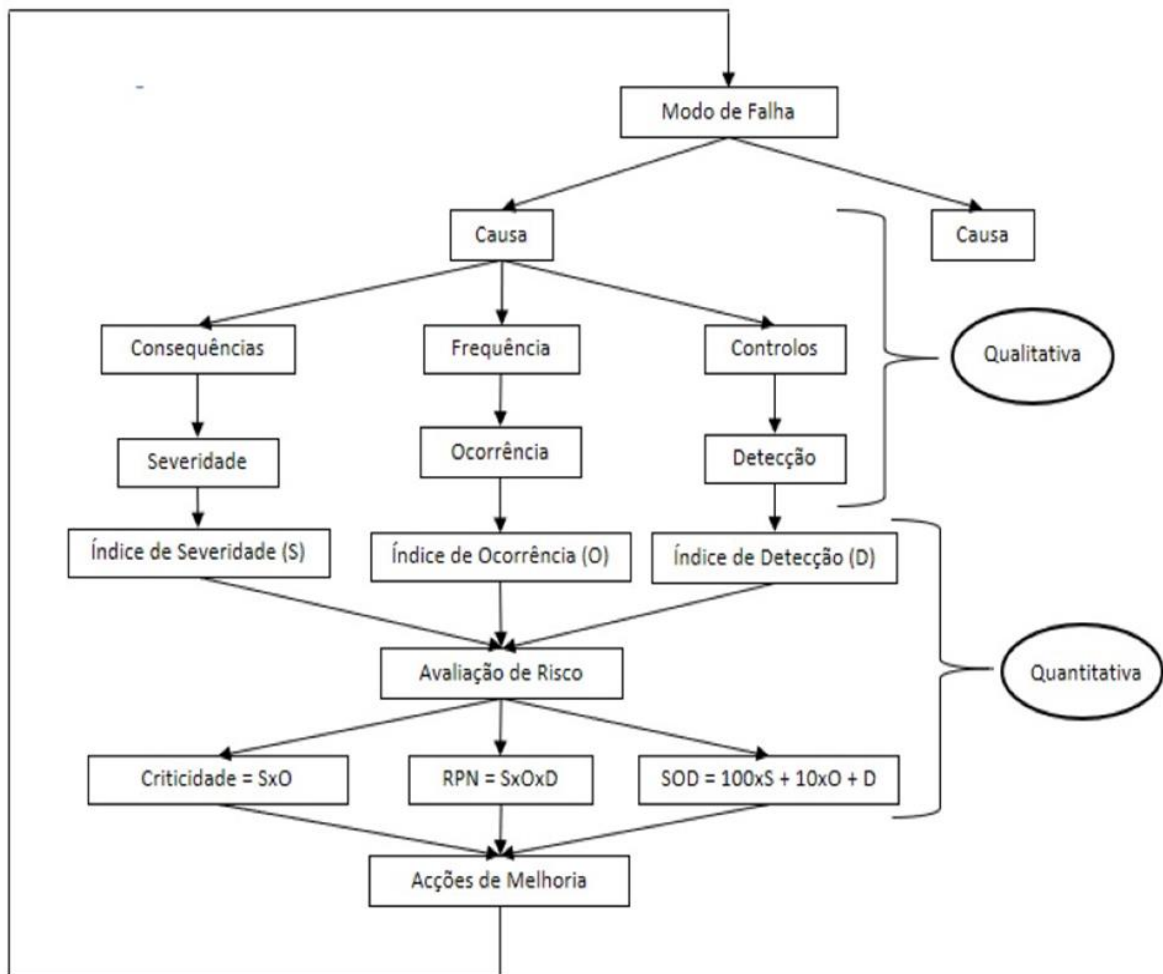 Modo de Falha
Causa
Causa
Consequências
Frequência
Controlos
Qualitativa
Severidade
Ocorrência
Detecção
Índice de Severidade (S)
Índice de Ocorrência (O)
Índice de Detecção (D)
Avaliação de Risco
Quantitativa
Criticidade = SxO
RPN = SxOxD
SOD = 100xS + 10xO + D
Acções de Melhoria